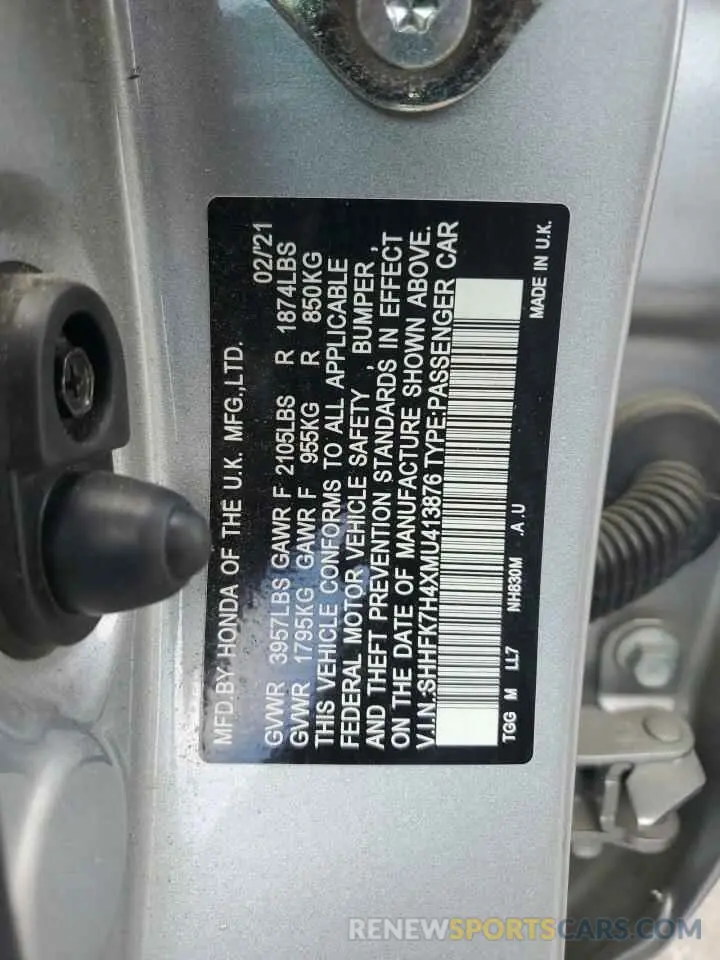 MFD.BY HONDA OF THE U.K. MFG.,LTD.
02/'21
GVWR 3957LBS GAWR F 2105LBS R 1874LBS
GVWR 1795KG GAWR F 955KG R 850KG
THIS VEHICLE CONFORMS TO ALL APPLICABLE
FEDERAL MOTOR VEHICLE SAFETY , BUMPER ,
AND THEFT PREVENTION STANDARDS IN EFFECT
ON THE DATE OF MANUFACTURE SHOWN ABOVE.
V.I.N.:SHHFK7H4XMU413876 TYPE:PASSENGER CAR
TGG M LL7 NH830M .A.U MADE IN U.K.
RENEWSPORTSCARS.COM